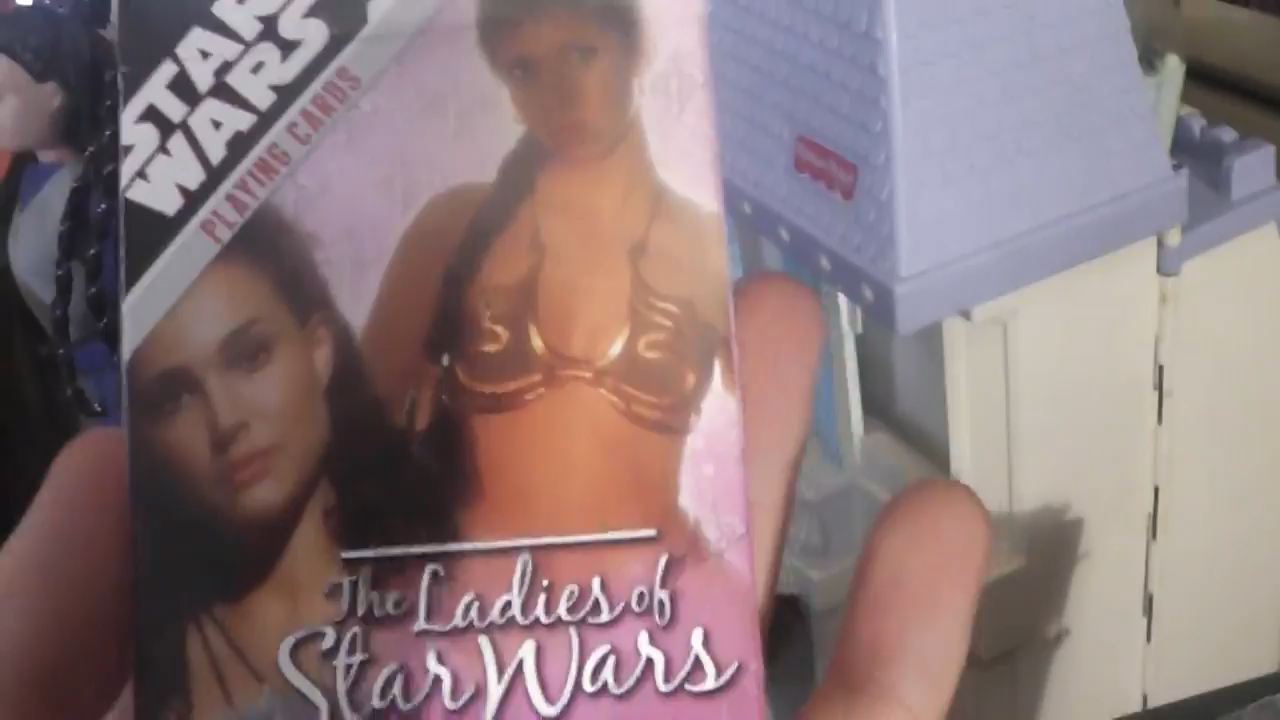 STAR
WARS
PLAYING CARDS
The Ladies of
Star Wars